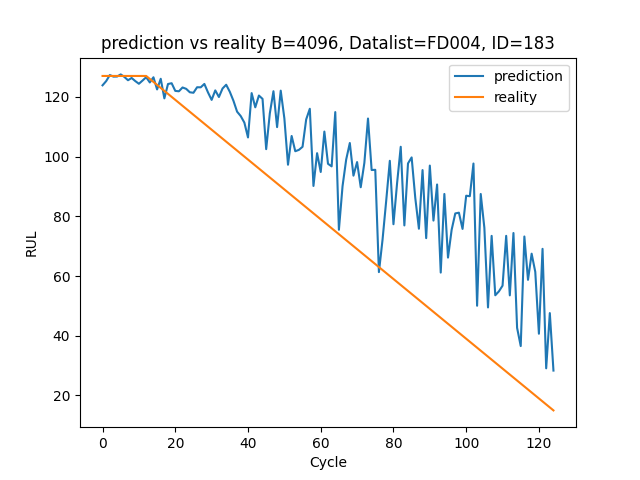 prediction vs reality B=4096, Datalist=FD004, ID=183
prediction
reality
120
100
80
60
40
20
RUL
0 20 40 60 80 100 120
Cycle